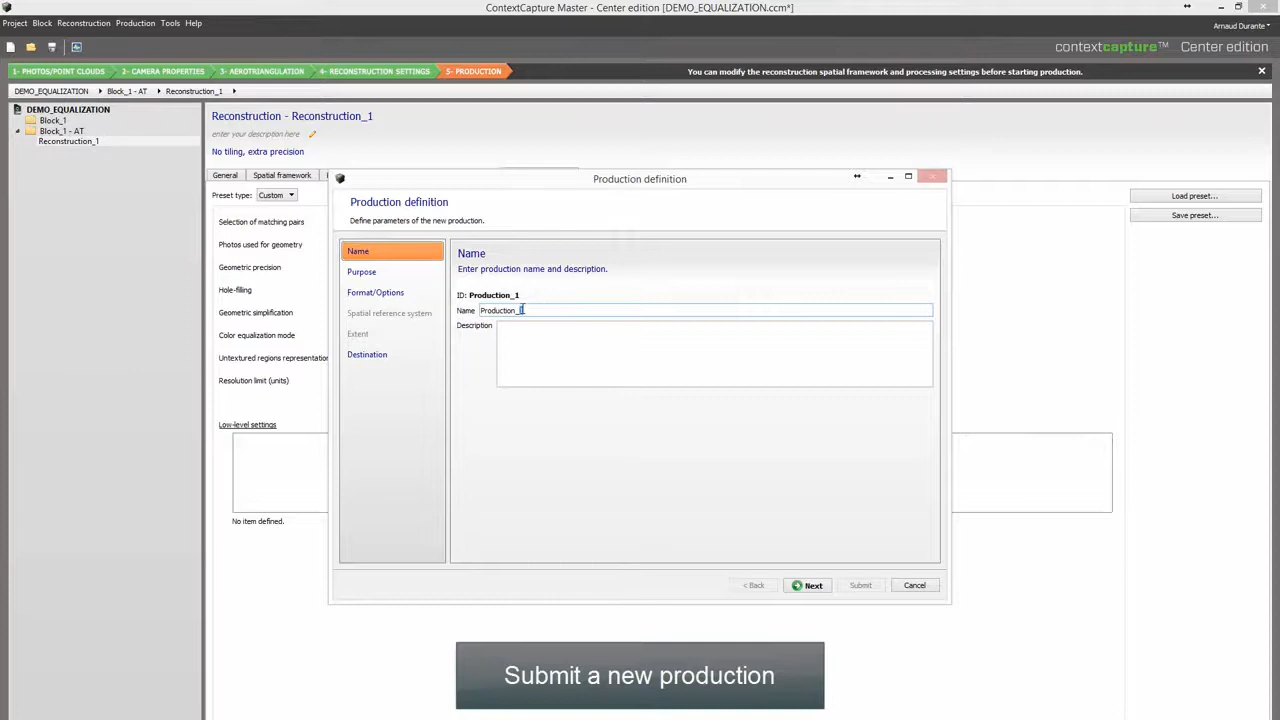 ContextCapture Master - Center edition [DEMO_EQUALIZATION.ccm*]
Project Block Reconstruction Production Tools Help
Arnaud Durante
contextcapture™ Center edition
1- PHOTOS/POINT CLOUDS 2- CAMERA PROPERTIES 3- AEROTRIANGULATION 4- RECONSTRUCTION SETTINGS 5- PRODUCTION
You can modify the reconstruction spatial framework and processing settings before starting production.
DEMO_EQUALIZATION Block_1 - AT Reconstruction_1
DEMO_EQUALIZATION
Block_1
Block_1 - AT
Reconstruction_1
Reconstruction - Reconstruction_1
enter your description here
No tiling, extra precision
General Spatial framework
Preset type: Custom
Load preset...
Save preset...
Selection of matching pairs
Photos used for geometry
Geometric precision
Hole-filling
Geometric simplification
Color equalization mode
Untextured regions representation
Resolution limit (units)
Low-level settings
No item defined.
Production definition
Production definition
Define parameters of the new production.
Name
Purpose
Format/Options
Spatial reference system
Extent
Destination
Name
Enter production name and description.
ID: Production_1
Name Production_1
Description
< Back Next Submit Cancel
Submit a new production